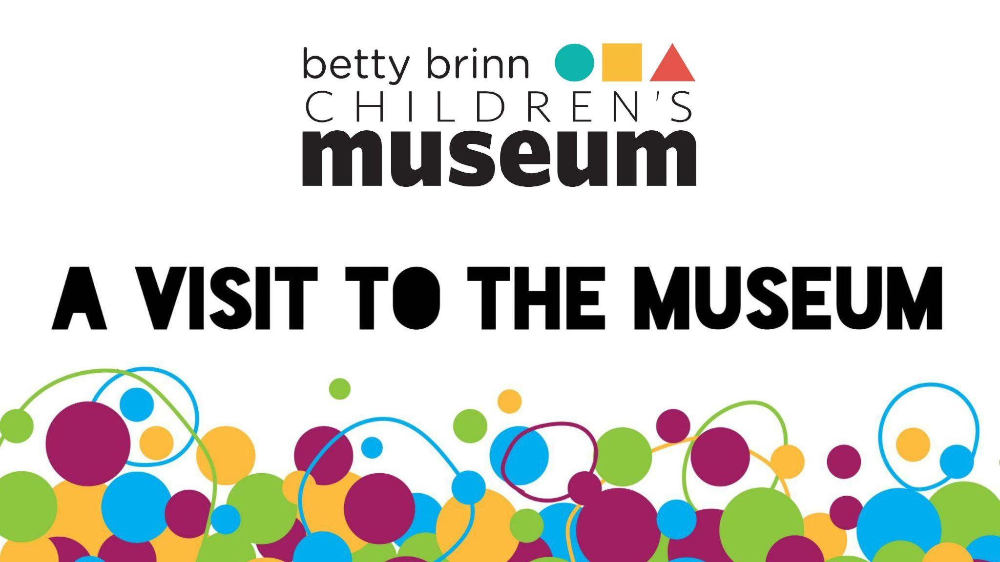 betty brinn
CHILDREN'S
museum
A VISIT TO THE MUSEUM